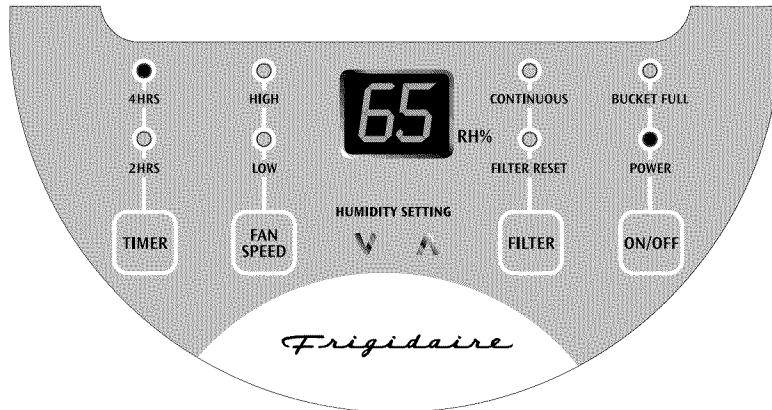 4HRS
HIGH
65
RH%
CONTINUOUS
BUCKET FULL
2HRS
LOW
FILTER RESET
POWER
HUMIDITY SETTING
TIMER
FAN
SPEED
FILTER
ON/OFF
Frigidaire